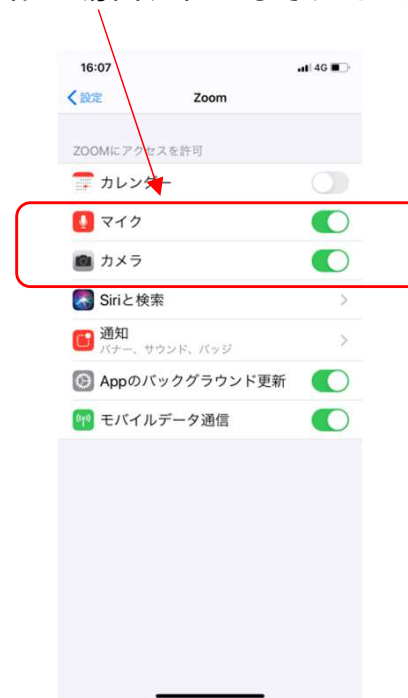 16:07
4G
設定
Zoom
ZOOMにアクセスを許可
カレンダー
マイク
カメラ
Siriと検索
通知
バナー、サウンド、バッジ
Appのバックグラウンド更新
モバイルデータ通信